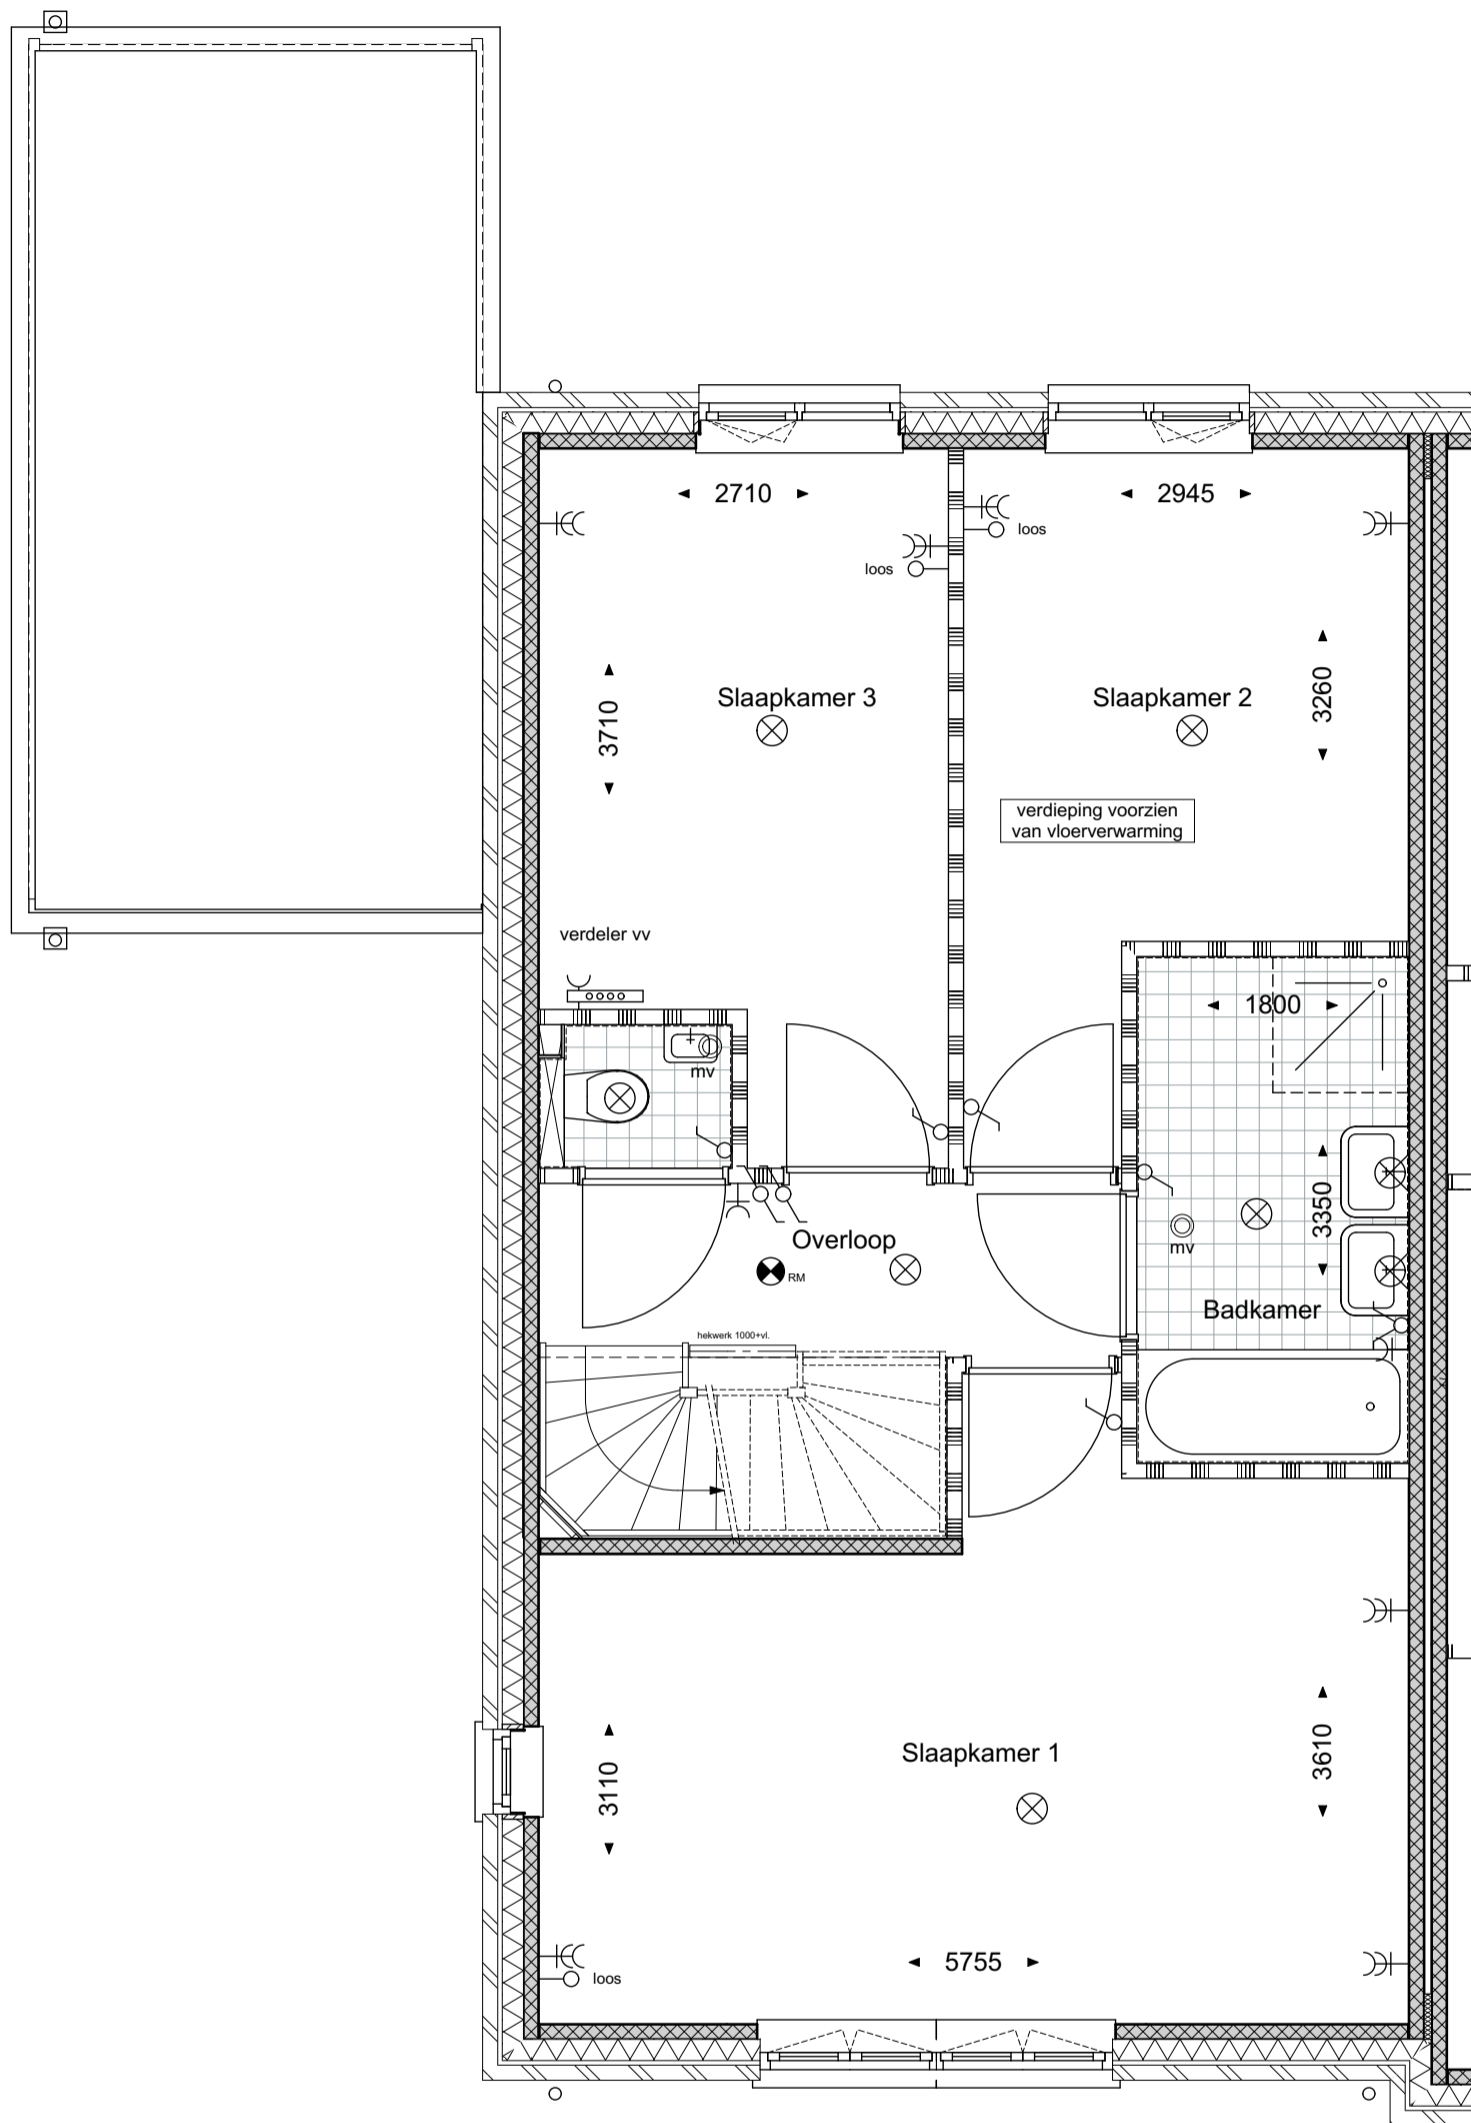 2710
2945
loos
loos
Slaapkamer 3
Slaapkamer 2
3710
3260
verdieping voorzien
van vloerverwarming
verdeler vv
1800
mv
3350
Overloop
mv
RM
Badkamer
hekwerk 1000+vl.
Slaapkamer 1
3110
3610
5755
loos